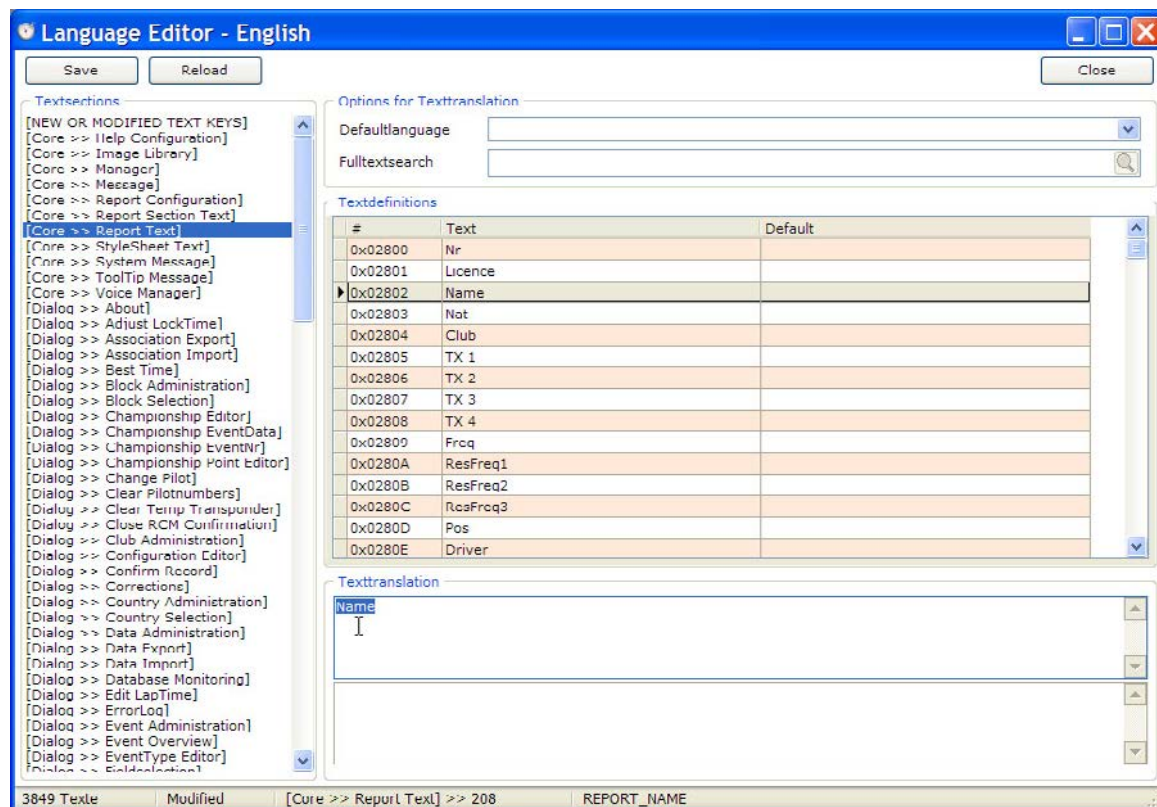 Language Editor - English
Save Reload Close
Textsections
[NEW OR MODIFIED TEXT KEYS]
[Core >> Help Configuration]
[Core >> Image Library]
[Core >> Manager]
[Core >> Message]
[Core >> Report Configuration]
[Core >> Report Section Text]
[Core >> Report Text]
[Core >> StyleSheet Text]
[Core >> System Message]
[Core >> ToolTip Message]
[Core >> Voice Manager]
[Dialog >> About]
[Dialog >> Adjust LockTime]
[Dialog >> Association Export]
[Dialog >> Association Import]
[Dialog >> Best Time]
[Dialog >> Block Administration]
[Dialog >> Block Selection]
[Dialog >> Championship Editor]
[Dialog >> Championship EventData]
[Dialog >> Championship EventNr]
[Dialog >> Championship Point Editor]
[Dialog >> Change Pilot]
[Dialog >> Clear Pilotnumbers]
[Dialog >> Clear Temp Transponder]
[Dialog >> Close RCM Confirmation]
[Dialog >> Club Administration]
[Dialog >> Configuration Editor]
[Dialog >> Confirm Record]
[Dialog >> Corrections]
[Dialog >> Country Administration]
[Dialog >> Country Selection]
[Dialog >> Data Administration]
[Dialog >> Data Export]
[Dialog >> Data Import]
[Dialog >> Database Monitoring]
[Dialog >> Edit LapTime]
[Dialog >> ErrorLog]
[Dialog >> Event Administration]
[Dialog >> Event Overview]
[Dialog >> EventType Editor]
[Dialog >> Fieldselection]
Options for Texttranslation
Defaultlanguage
Fulltextsearch
Textdefinitions
# Text Default
0x02800 Nr
0x02801 Licence
0x02802 Name
0x02803 Nat
0x02804 Club
0x02805 TX 1
0x02806 TX 2
0x02807 TX 3
0x02808 TX 4
0x02809 Freq
0x0280A ResFreq1
0x0280B ResFreq2
0x0280C ResFreq3
0x0280D Pos
0x0280E Driver
Texttranslation
Name
3849 Texte Modified [Core >> Report Text] >> 208 REPORT_NAME